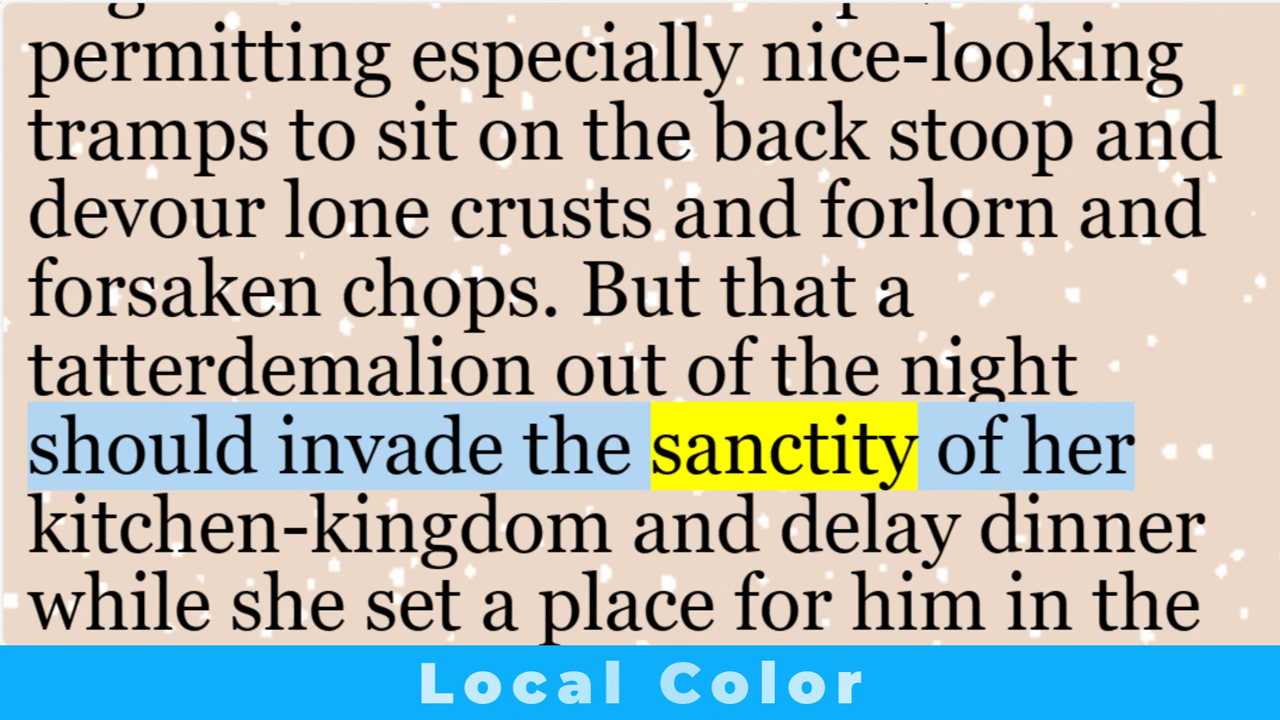 permitting especially nice-looking
tramps to sit on the back stoop and
devour lone crusts and forlorn and
forsaken chops. But that a
tatterdemalion out of the night
should invade the sanctity of her
kitchen-kingdom and delay dinner
while she set a place for him in the
Local Color